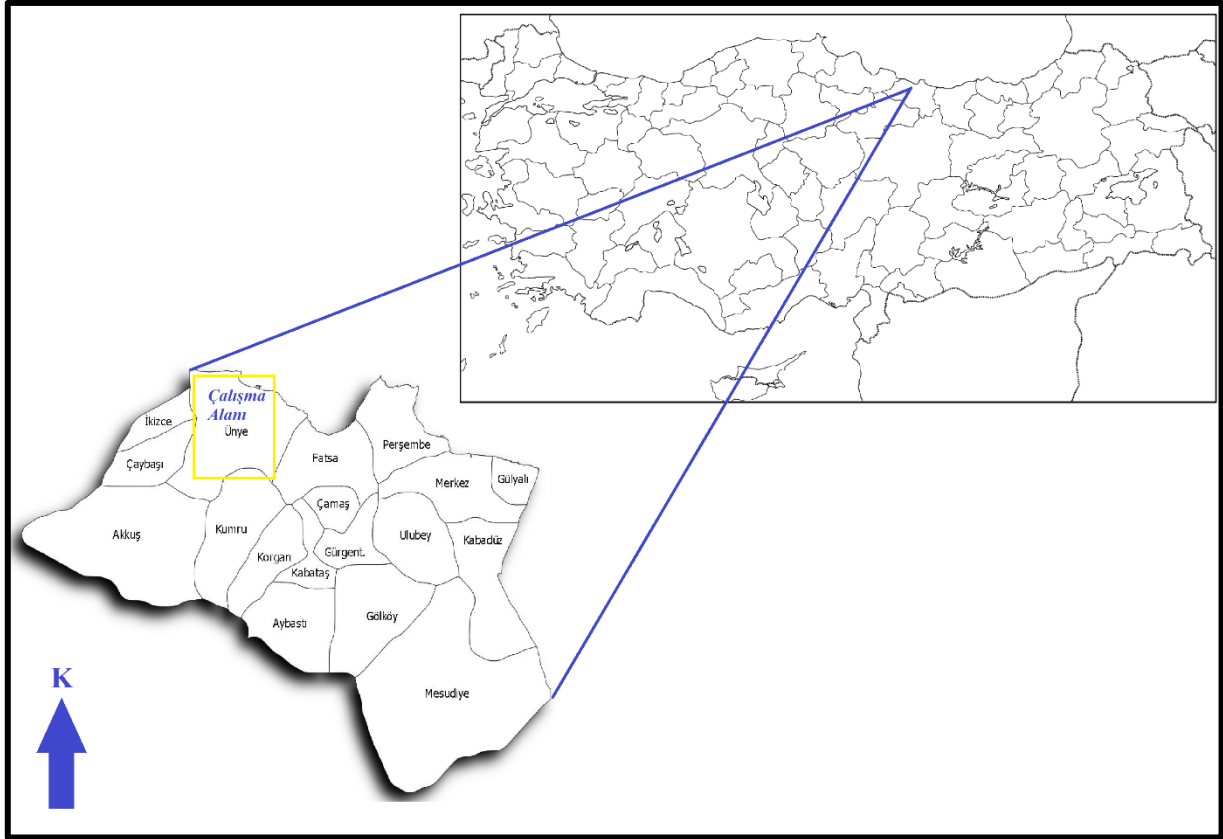 Çalışma
Alanı
Ünye
İkizce
Çaybaşı
Fatsa
Perşembe
Merkez
Gülyalı
Akkuş
Kumru
Çamaş
Ulubey
Kabadüz
Korgan
Gürgent.
Kabataş
Aybastı
Gölköy
Mesudiye
K